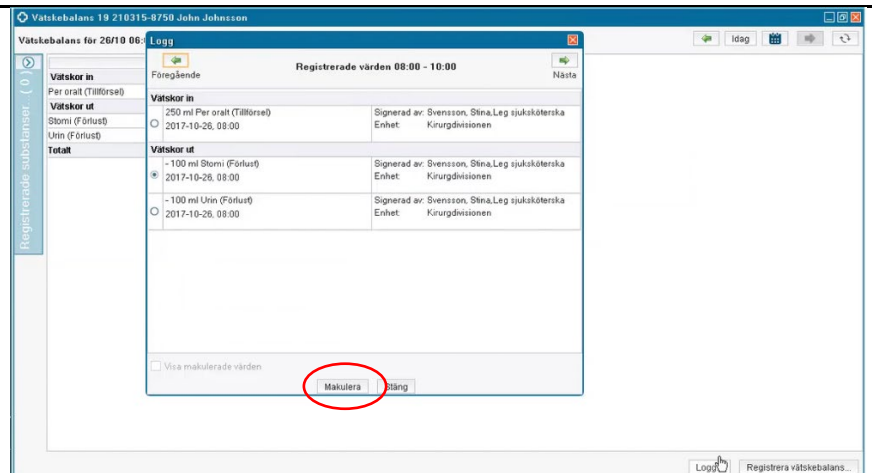 Vätskebalans 19 210315-8750 John Johnsson
Vätskebalans för 26/10 06:
Idag
Registrerade substanser ( 0 )
Vätskor in
Per oralt (Tillförsel)
Vätskor ut
Stomi (Förlust)
Urin (Förlust)
Totalt
Logg
Föregående
Registrerade värden 08:00 - 10:00
Nästa
Vätskor in
250 ml Per oralt (Tillförsel) Signerad av: Svensson, Stina,Leg sjuksköterska
2017-10-26, 08:00 Enhet: Kirurgdivisionen
Vätskor ut
- 100 ml Stomi (Förlust) Signerad av: Svensson, Stina,Leg sjuksköterska
2017-10-26, 08:00 Enhet: Kirurgdivisionen
- 100 ml Urin (Förlust) Signerad av: Svensson, Stina,Leg sjuksköterska
2017-10-26, 08:00 Enhet: Kirurgdivisionen
Visa makulerade värden
Makulera Stäng
Logg Registrera vätskebalans...